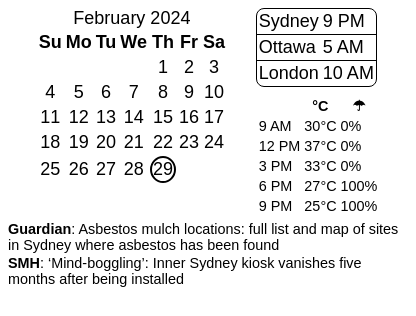 February 2024
Su Mo Tu We Th Fr Sa
1 2 3
4 5 6 7 8 9 10
11 12 13 14 15 16 17
18 19 20 21 22 23 24
25 26 27 28 29
Sydney 9 PM
Ottawa 5 AM
London 10 AM
°C ☂
9 AM 30°C 0%
12 PM 37°C 0%
3 PM 33°C 0%
6 PM 27°C 100%
9 PM 25°C 100%
Guardian: Asbestos mulch locations: full list and map of sites
in Sydney where asbestos has been found
SMH: ‘Mind-boggling’: Inner Sydney kiosk vanishes five
months after being installed